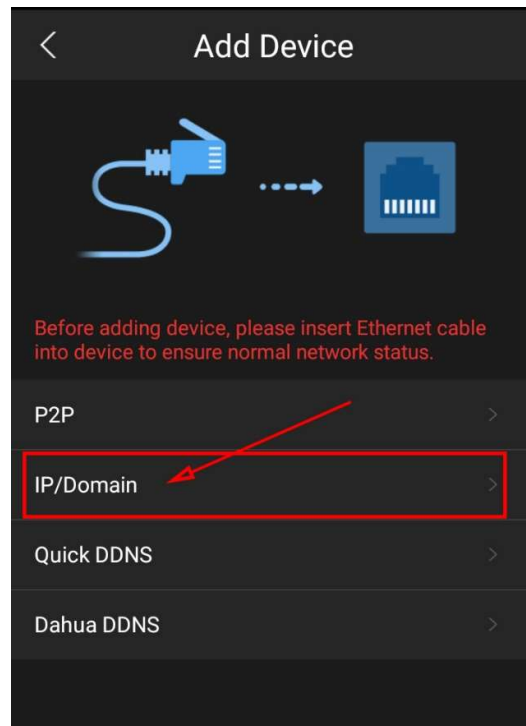 Add Device
Before adding device, please insert Ethernet cable
into device to ensure normal network status.
P2P
IP/Domain
Quick DDNS
Dahua DDNS